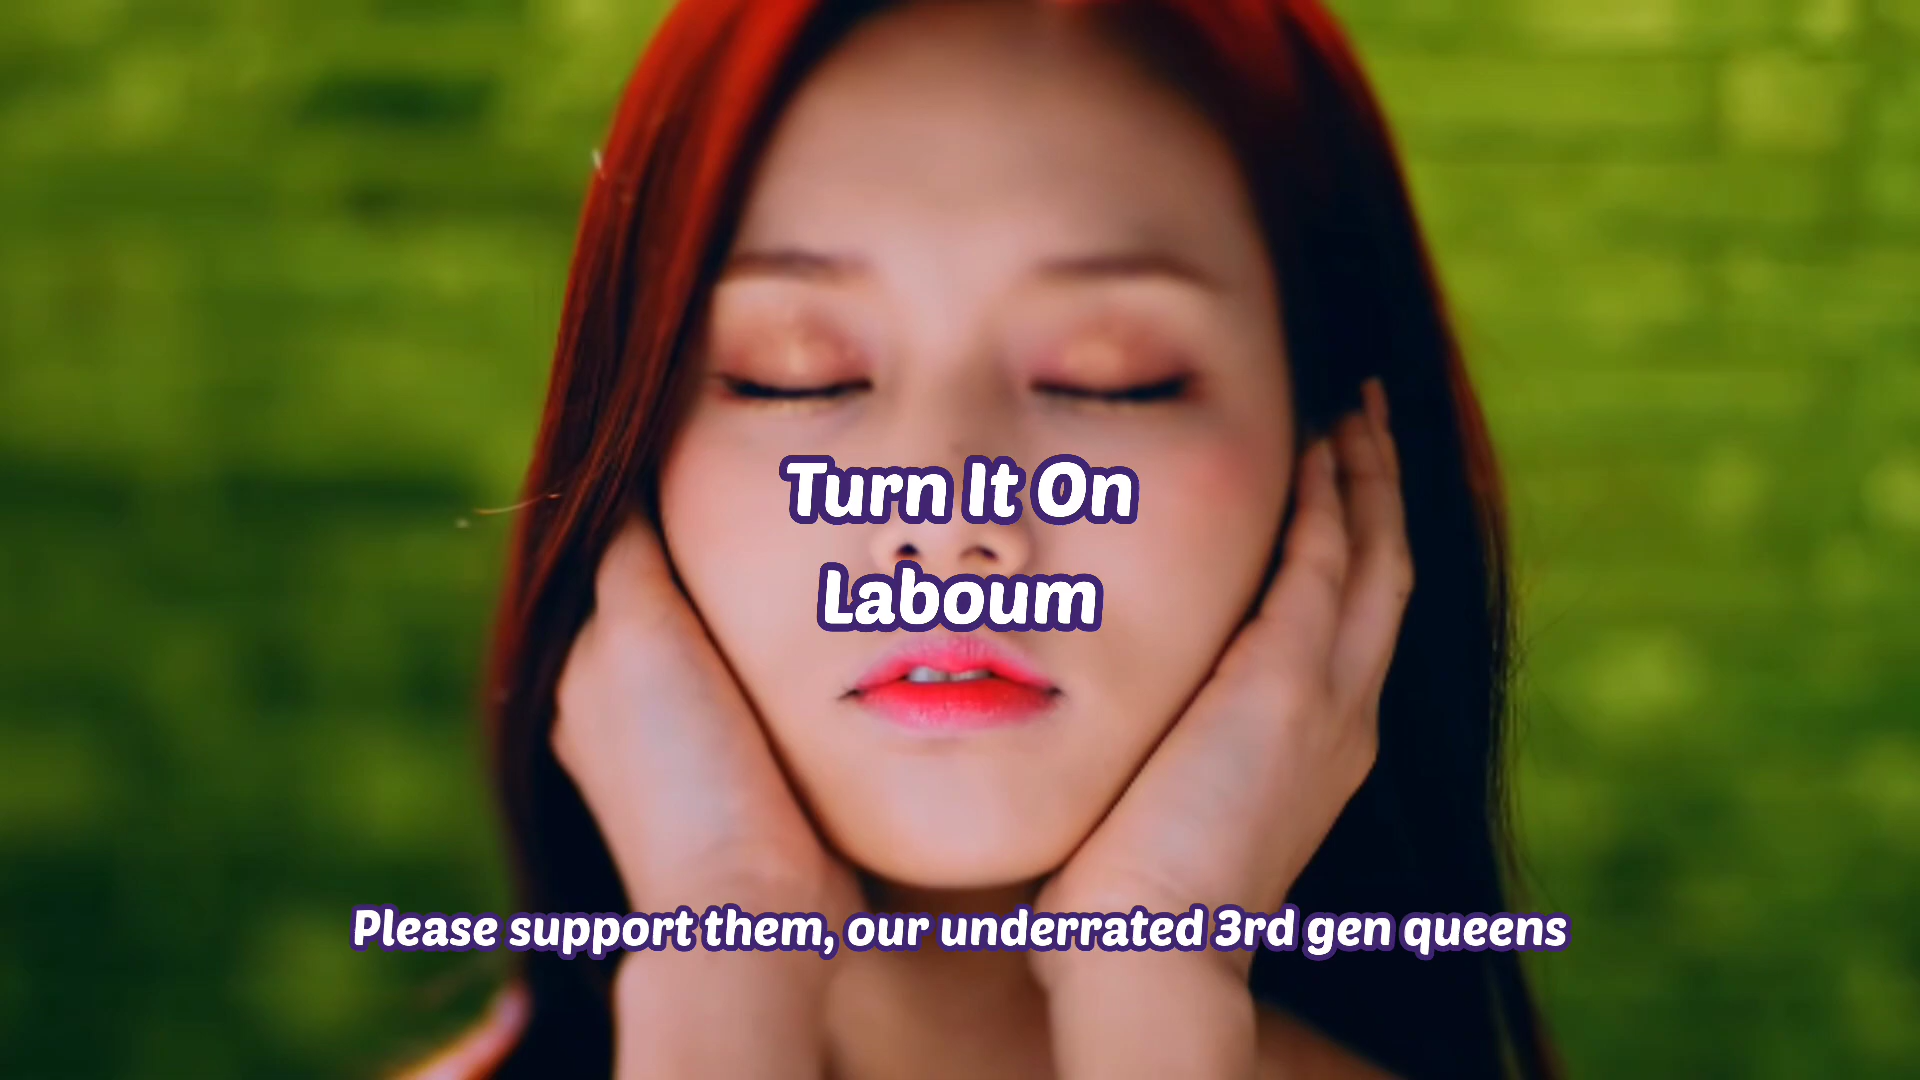 Turn It On
Laboum
Please support them, our underrated 3rd gen queens